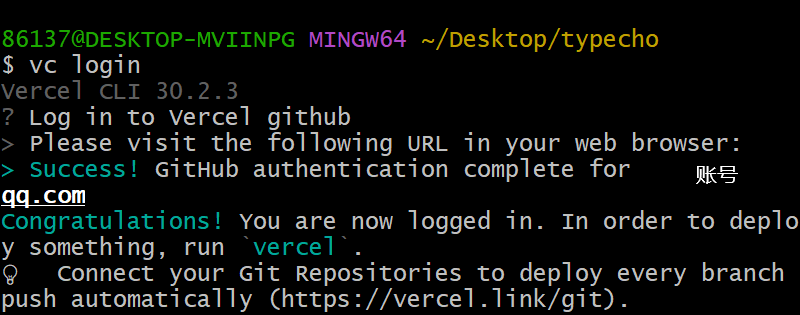 86137@DESKTOP-MVIINPG MINGW64 ~/Desktop/typecho
$ vc login
Vercel CLI 30.2.3
? Log in to Vercel github
> Please visit the following URL in your web browser:
> Success! GitHub authentication complete for 账号
qq.com
Congratulations! You are now logged in. In order to deplo
y something, run `vercel`.
💡 Connect your Git Repositories to deploy every branch
push automatically (https://vercel.link/git).